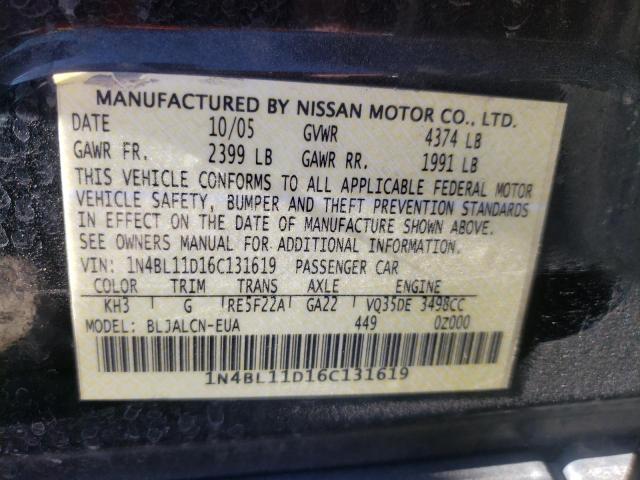 MANUFACTURED BY NISSAN MOTOR CO., LTD.
DATE 10/05 GVWR 4374 LB
GAWR FR. 2399 LB GAWR RR. 1991 LB
THIS VEHICLE CONFORMS TO ALL APPLICABLE FEDERAL MOTOR
VEHICLE SAFETY, BUMPER AND THEFT PREVENTION STANDARDS
IN EFFECT ON THE DATE OF MANUFACTURE SHOWN ABOVE.
SEE OWNERS MANUAL FOR ADDITIONAL INFORMATION.
VIN: 1N4BL11D16C131619 PASSENGER CAR
COLOR TRIM TRANS AXLE ENGINE
KH3 G RE5F22A GA22 VQ35DE 3498CC
MODEL: BLJALCN-EUA 449 0Z000
1N4BL11D16C131619